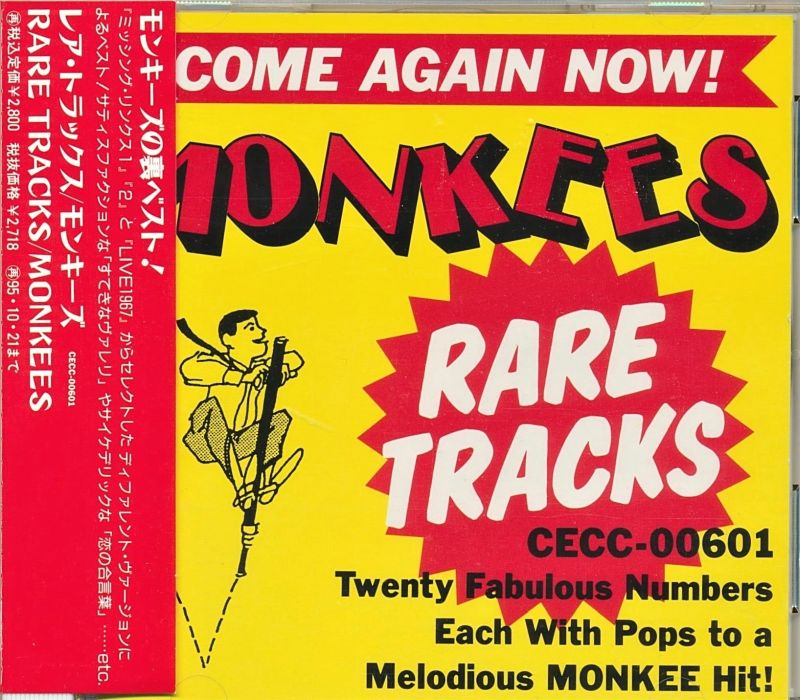 モンキーズの裏ベスト!
『ミッシング・リンクス1』『2』と『LIVE1967』からセレクトしたディファレント・ヴァージョンに
よるベスト/サティスファクションな「すてきなヴァレリ」やサイケデリックな「恋の合言葉」……etc.
レア・トラックス/モンキーズ
CECC-00601
RARE TRACKS/MONKEES
㊥税込定価¥2,800 税抜価格¥2,718 ㊥95・10・21まで
COME AGAIN NOW!
MONKEES
RARE
TRACKS
CECC-00601
Twenty Fabulous Numbers
Each With Pops to a
Melodious MONKEE Hit!